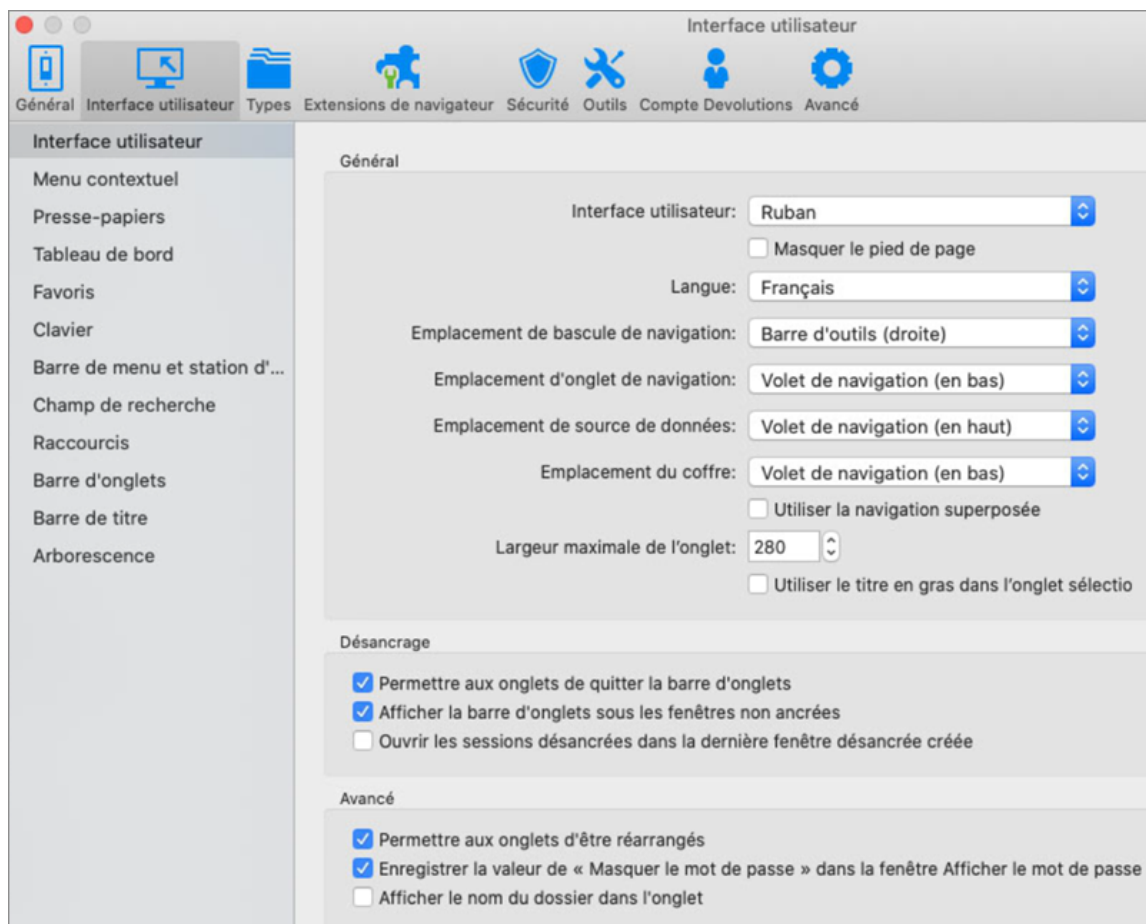 Interface utilisateur
Général Interface utilisateur Types Extensions de navigateur Sécurité Outils Compte Devolutions Avancé
Interface utilisateur
Menu contextuel
Presse-papiers
Tableau de bord
Favoris
Clavier
Barre de menu et station d'...
Champ de recherche
Raccourcis
Barre d'onglets
Barre de titre
Arborescence
Général
Interface utilisateur: Ruban
Masquer le pied de page
Langue: Français
Emplacement de bascule de navigation: Barre d'outils (droite)
Emplacement d'onglet de navigation: Volet de navigation (en bas)
Emplacement de source de données: Volet de navigation (en haut)
Emplacement du coffre: Volet de navigation (en bas)
Utiliser la navigation superposée
Largeur maximale de l'onglet: 280
Utiliser le titre en gras dans l'onglet sélectio
Désancrage
Permettre aux onglets de quitter la barre d'onglets
Afficher la barre d'onglets sous les fenêtres non ancrées
Ouvrir les sessions désancrées dans la dernière fenêtre désancrée créée
Avancé
Permettre aux onglets d'être réarrangés
Enregistrer la valeur de « Masquer le mot de passe » dans la fenêtre Afficher le mot de passe
Afficher le nom du dossier dans l'onglet